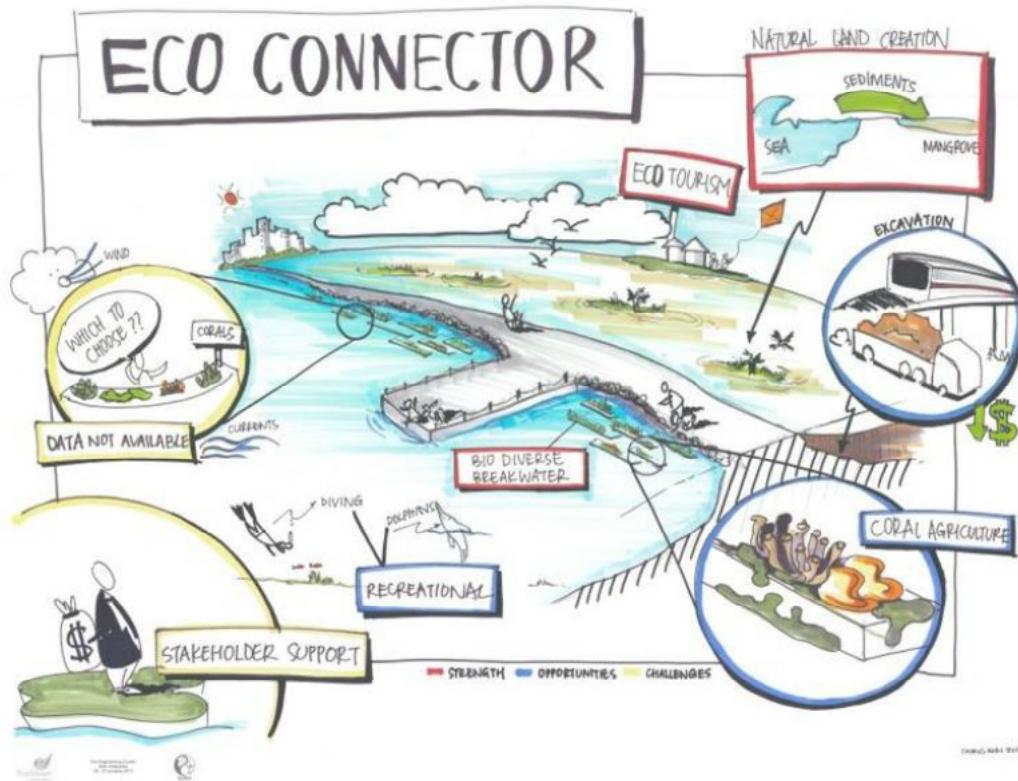 ECO CONNECTOR
NATURAL LAND CREATION
SEDIMENTS
SEA
MANGROVE
ECO TOURISM
EXCAVATION
WIND
WHICH TO
CHOOSE ??
CORALS
DATA NOT AVAILABLE
CURRENTS
$
BIO DIVERSE
BREAKWATER
DIVING
DOLPHINS
RECREATIONAL
CORAL AGRICULTURE
$
STAKEHOLDER SUPPORT
STRENGTH OPPORTUNITIES CHALLENGES